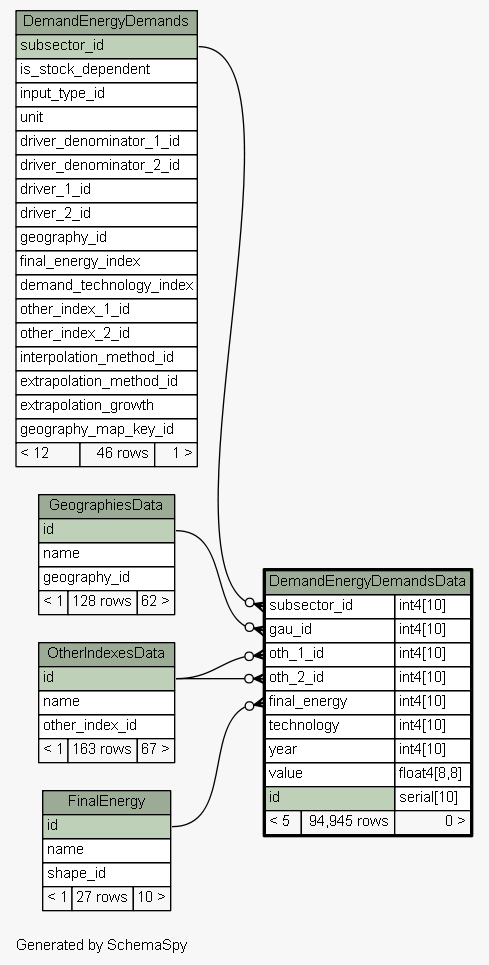 DemandEnergyDemands
subsector_id
is_stock_dependent
input_type_id
unit
driver_denominator_1_id
driver_denominator_2_id
driver_1_id
driver_2_id
geography_id
final_energy_index
demand_technology_index
other_index_1_id
other_index_2_id
interpolation_method_id
extrapolation_method_id
extrapolation_growth
geography_map_key_id
< 12 46 rows 1 >
GeographiesData
id
name
geography_id
< 1 128 rows 62 >
OtherIndexesData
id
name
other_index_id
< 1 163 rows 67 >
FinalEnergy
id
name
shape_id
< 1 27 rows 10 >
DemandEnergyDemandsData
subsector_id int4[10]
gau_id int4[10]
oth_1_id int4[10]
oth_2_id int4[10]
final_energy int4[10]
technology int4[10]
year int4[10]
value float4[8,8]
id serial[10]
< 5 94,945 rows 0 >
Generated by SchemaSpy